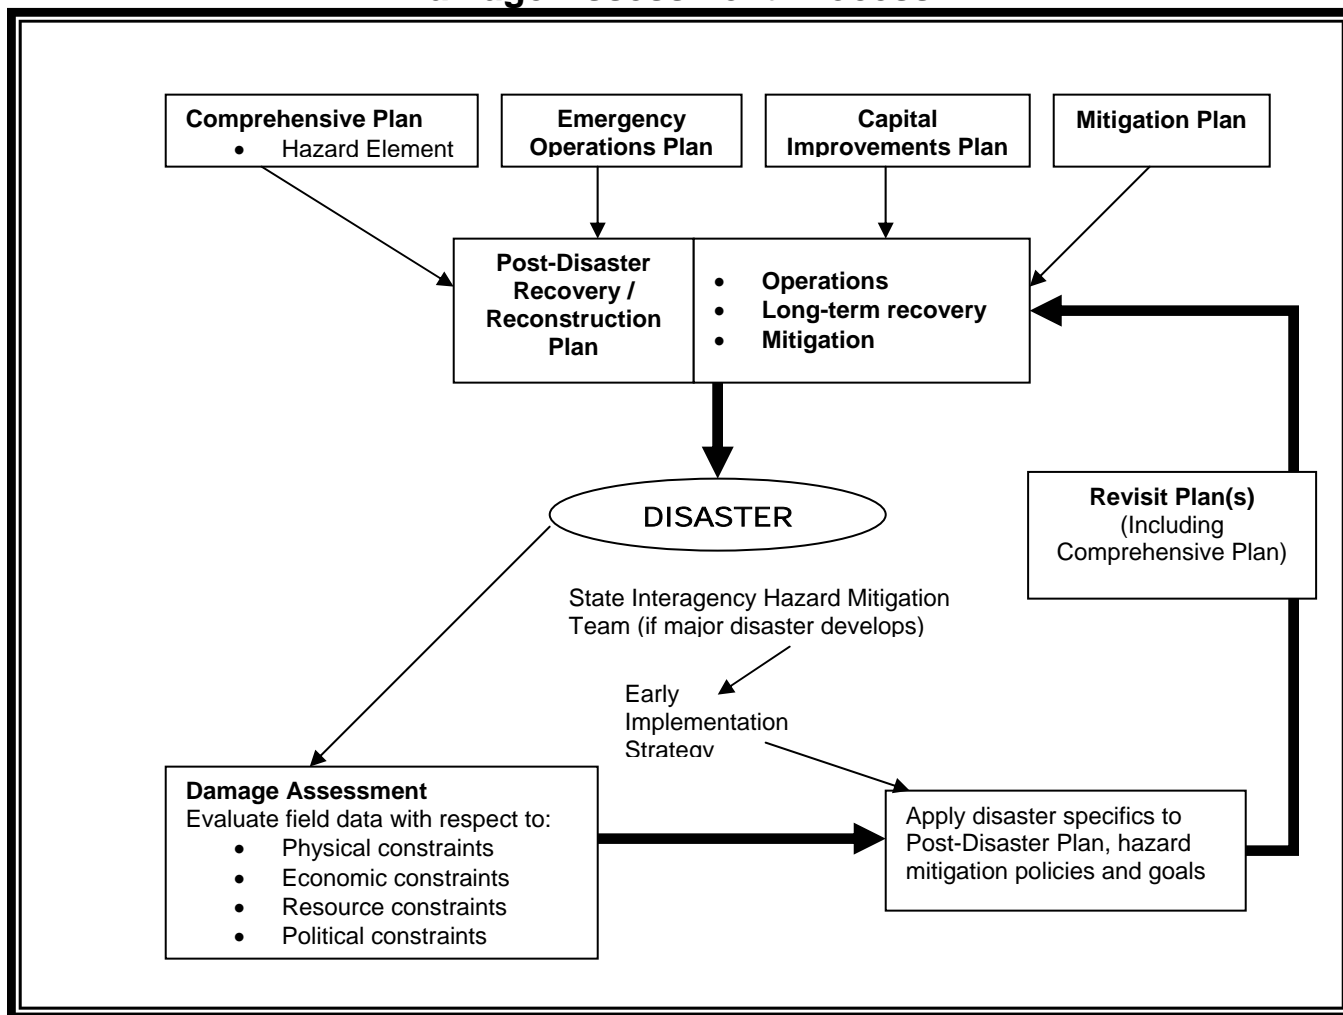 Comprehensive Plan
• Hazard Element
Emergency
Operations Plan
Capital
Improvements Plan
Mitigation Plan
Post-Disaster
Recovery /
Reconstruction
Plan
• Operations
• Long-term recovery
• Mitigation
DISASTER
Revisit Plan(s)
(Including
Comprehensive Plan)
State Interagency Hazard Mitigation
Team (if major disaster develops)
Early
Implementation
Strategy
Damage Assessment
Evaluate field data with respect to:
• Physical constraints
• Economic constraints
• Resource constraints
• Political constraints
Apply disaster specifics to
Post-Disaster Plan, hazard
mitigation policies and goals